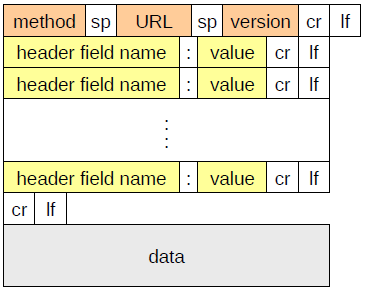 method sp URL sp version cr lf
header field name : value cr lf
header field name : value cr lf
header field name : value cr lf
cr lf
data